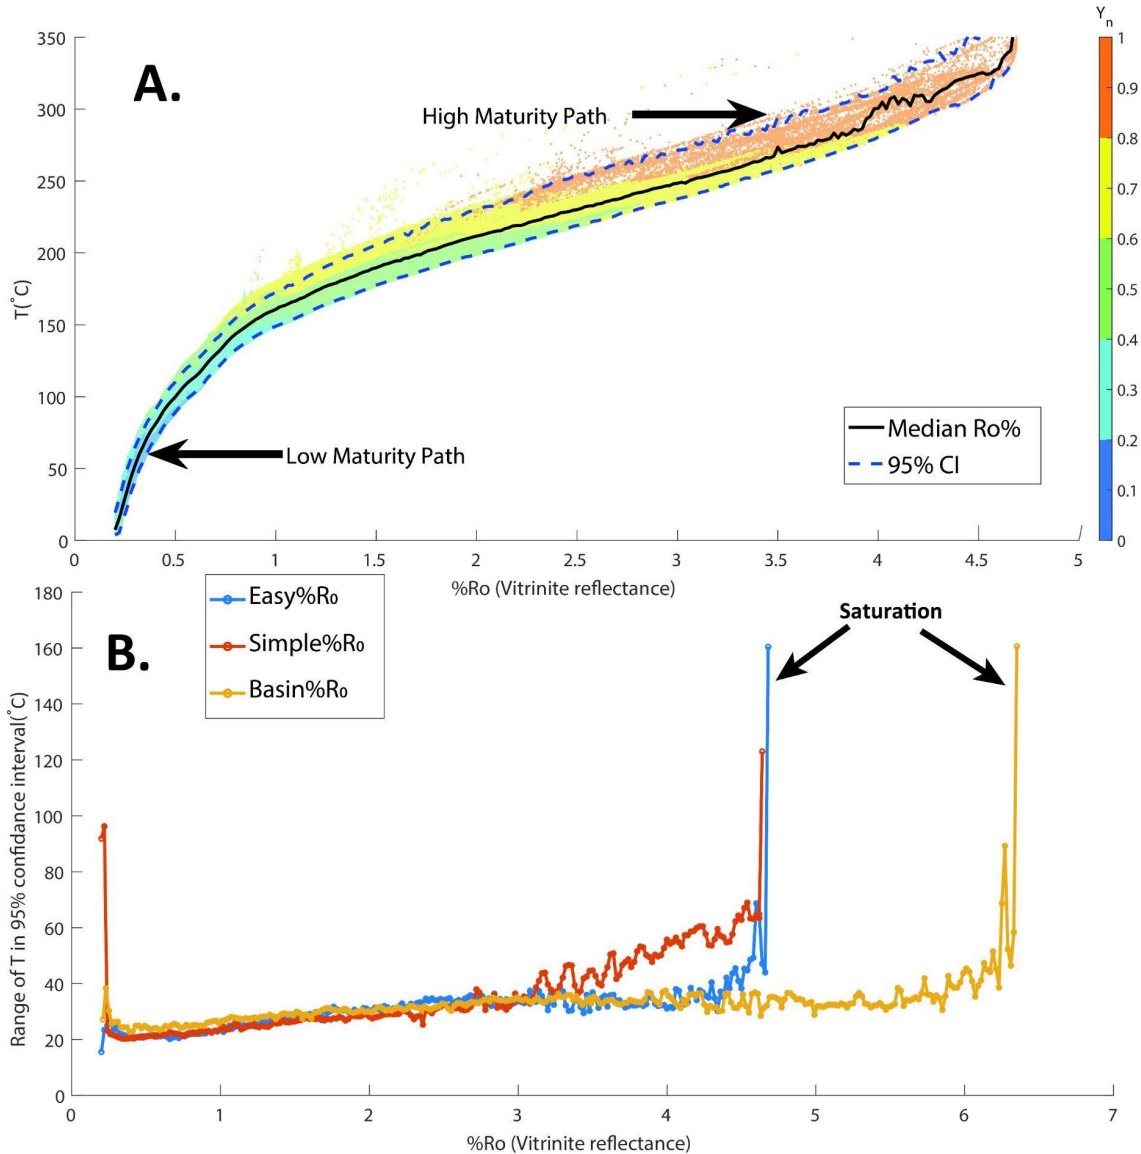 Yn
350
A.
1
300
High Maturity Path
0.9
250
0.8
200
0.7
T(°C)
0.6
150
0.5
100
0.4
Median Ro%
0.3
50
Low Maturity Path
95% CI
0.2
0.1
0
0
0 0.5 1 1.5 2 2.5 3 3.5 4 4.5 5
%Ro (Vitrinite reflectance)
180
Easy%R₀
Simple%R₀
Basin%R₀
B.
Saturation
160
140
120
100
80
60
40
20
0
Range of T in 95% confidance interval(°C)
0 1 2 3 4 5 6 7
%Ro (Vitrinite reflectance)